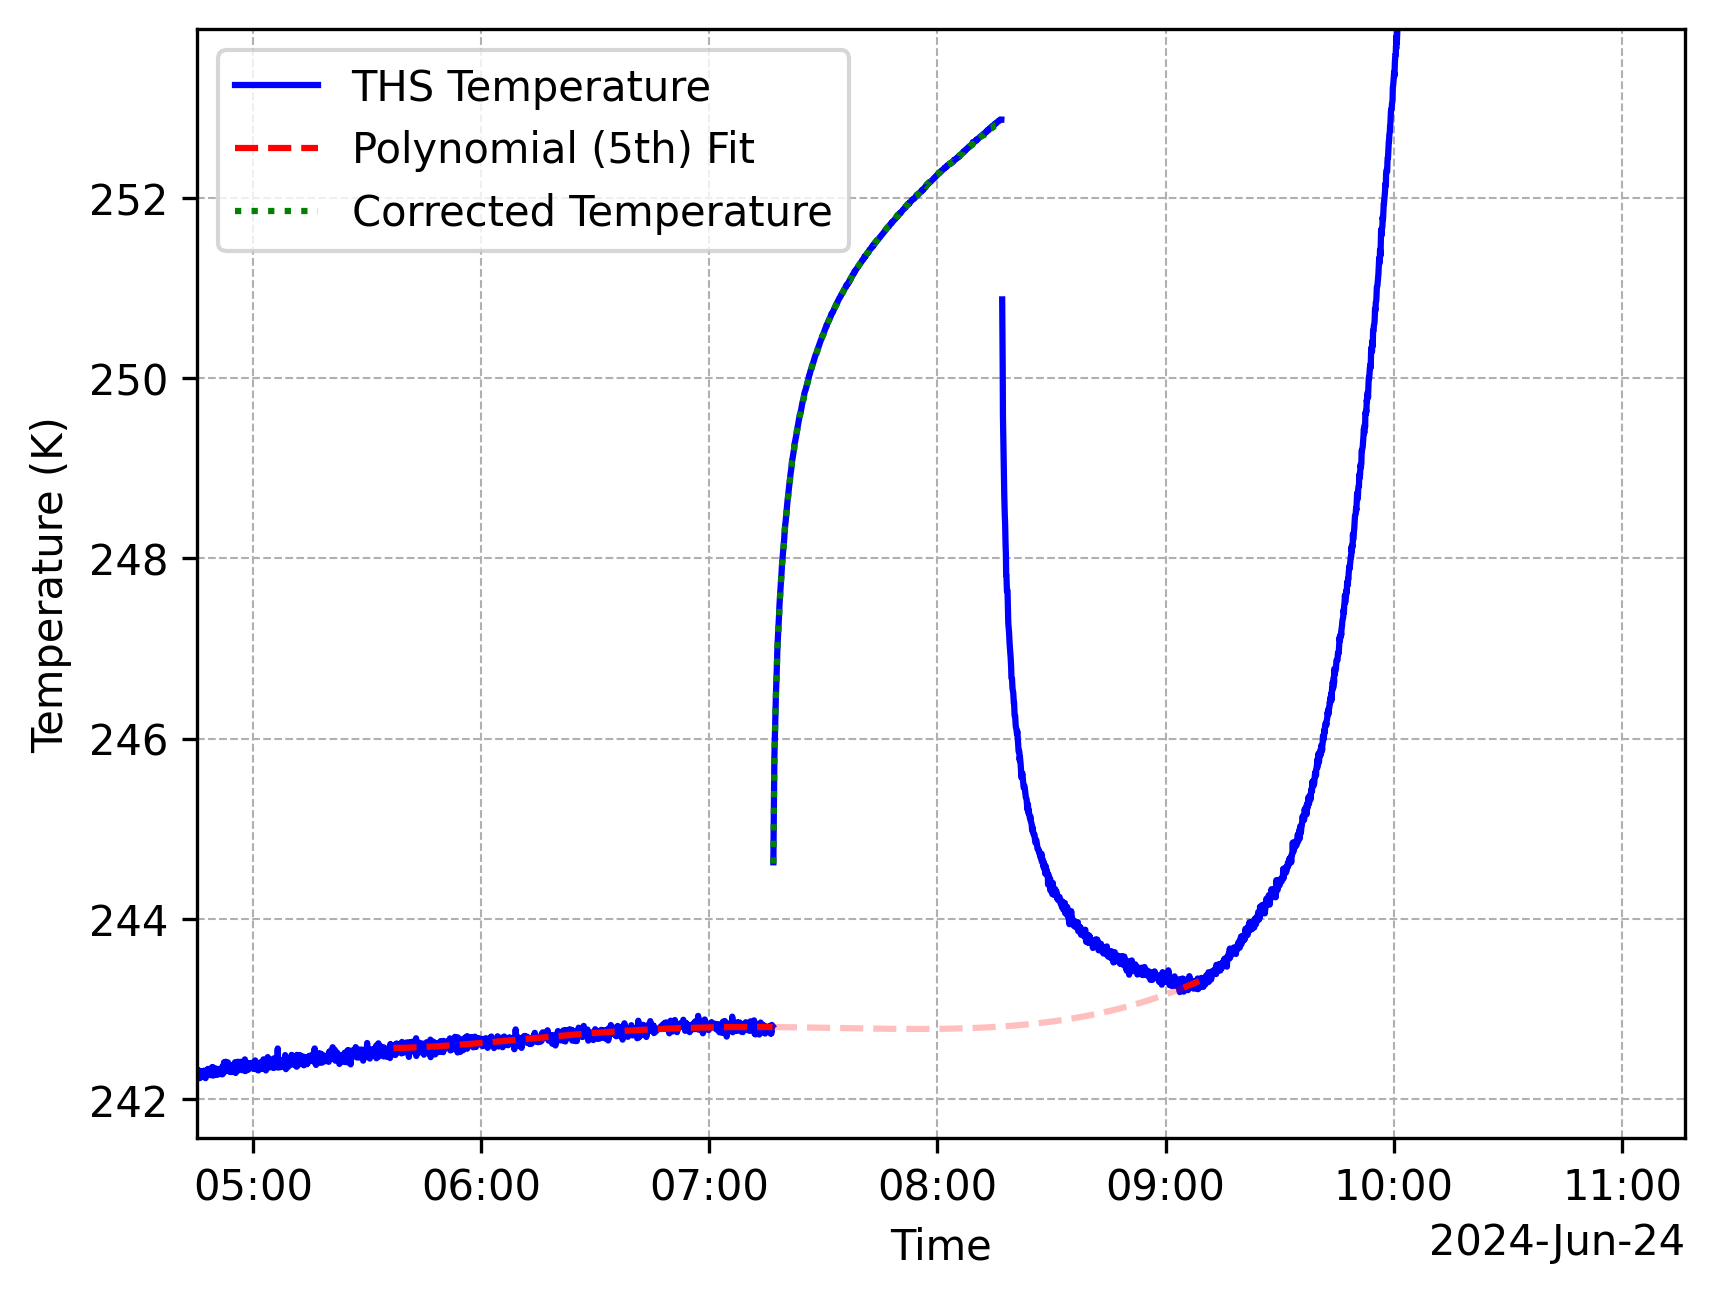 THS Temperature
Polynomial (5th) Fit
Corrected Temperature
252
250
248
246
244
242
Temperature (K)
05:00 06:00 07:00 08:00 09:00 10:00 11:00
Time
2024-Jun-24